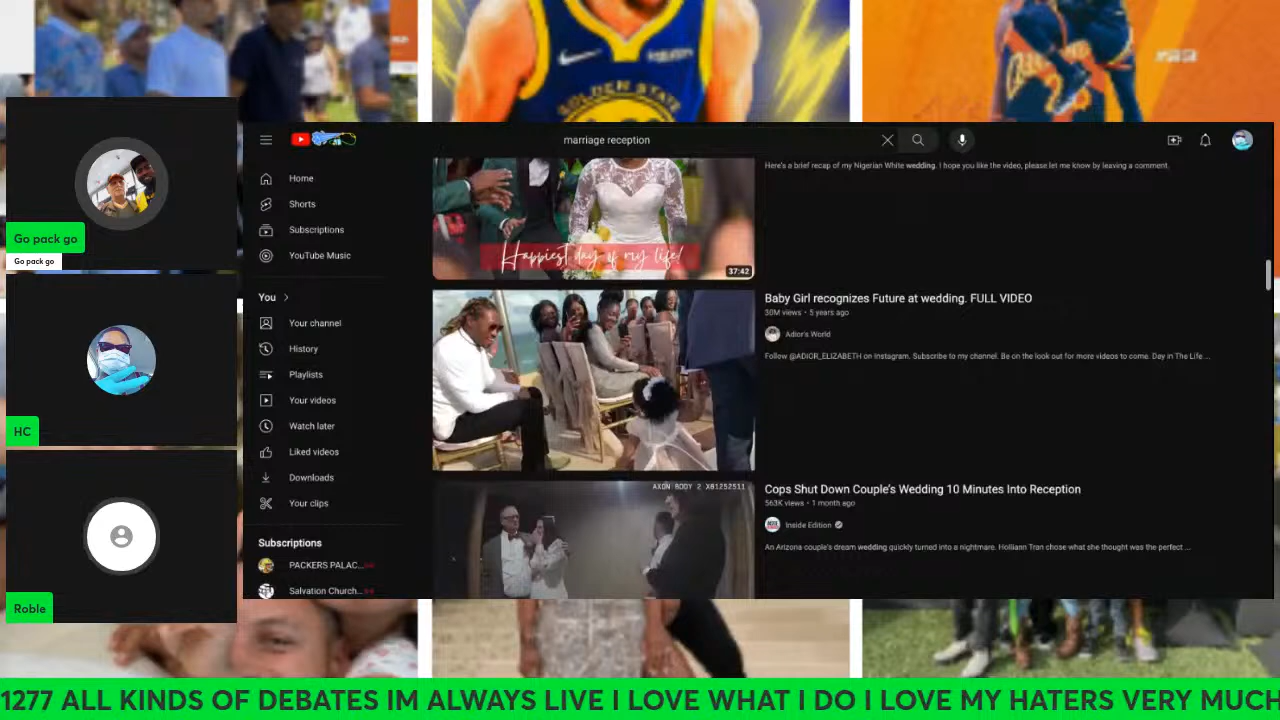 GOLDEN STATE
marriage reception
Go pack go
Go pack go
HC
Roble
Home
Shorts
Subscriptions
YouTube Music
You
Your channel
History
Playlists
Your videos
Watch later
Liked videos
Downloads
Your clips
Subscriptions
PACKERS PALAC...
Salvation Church...
Happiest day of my life!
37:42
Here's a brief recap of my Nigerian White wedding. I hope you like the video, please let me know by leaving a comment.
Baby Girl recognizes Future at wedding. FULL VIDEO
30M views • 5 years ago
Adior's World
Follow @ADIOR_ELIZABETH on Instagram. Subscribe to my channel. Be on the look out for more videos to come. Day in The Life ...
AXON BODY 2 X81252511
Cops Shut Down Couple's Wedding 10 Minutes Into Reception
563K views • 1 month ago
Inside Edition
An Arizona couple's dream wedding quickly turned into a nightmare. Holliann Tran chose what she thought was the perfect ...
1277 ALL KINDS OF DEBATES IM ALWAYS LIVE I LOVE WHAT I DO I LOVE MY HATERS VERY MUCH